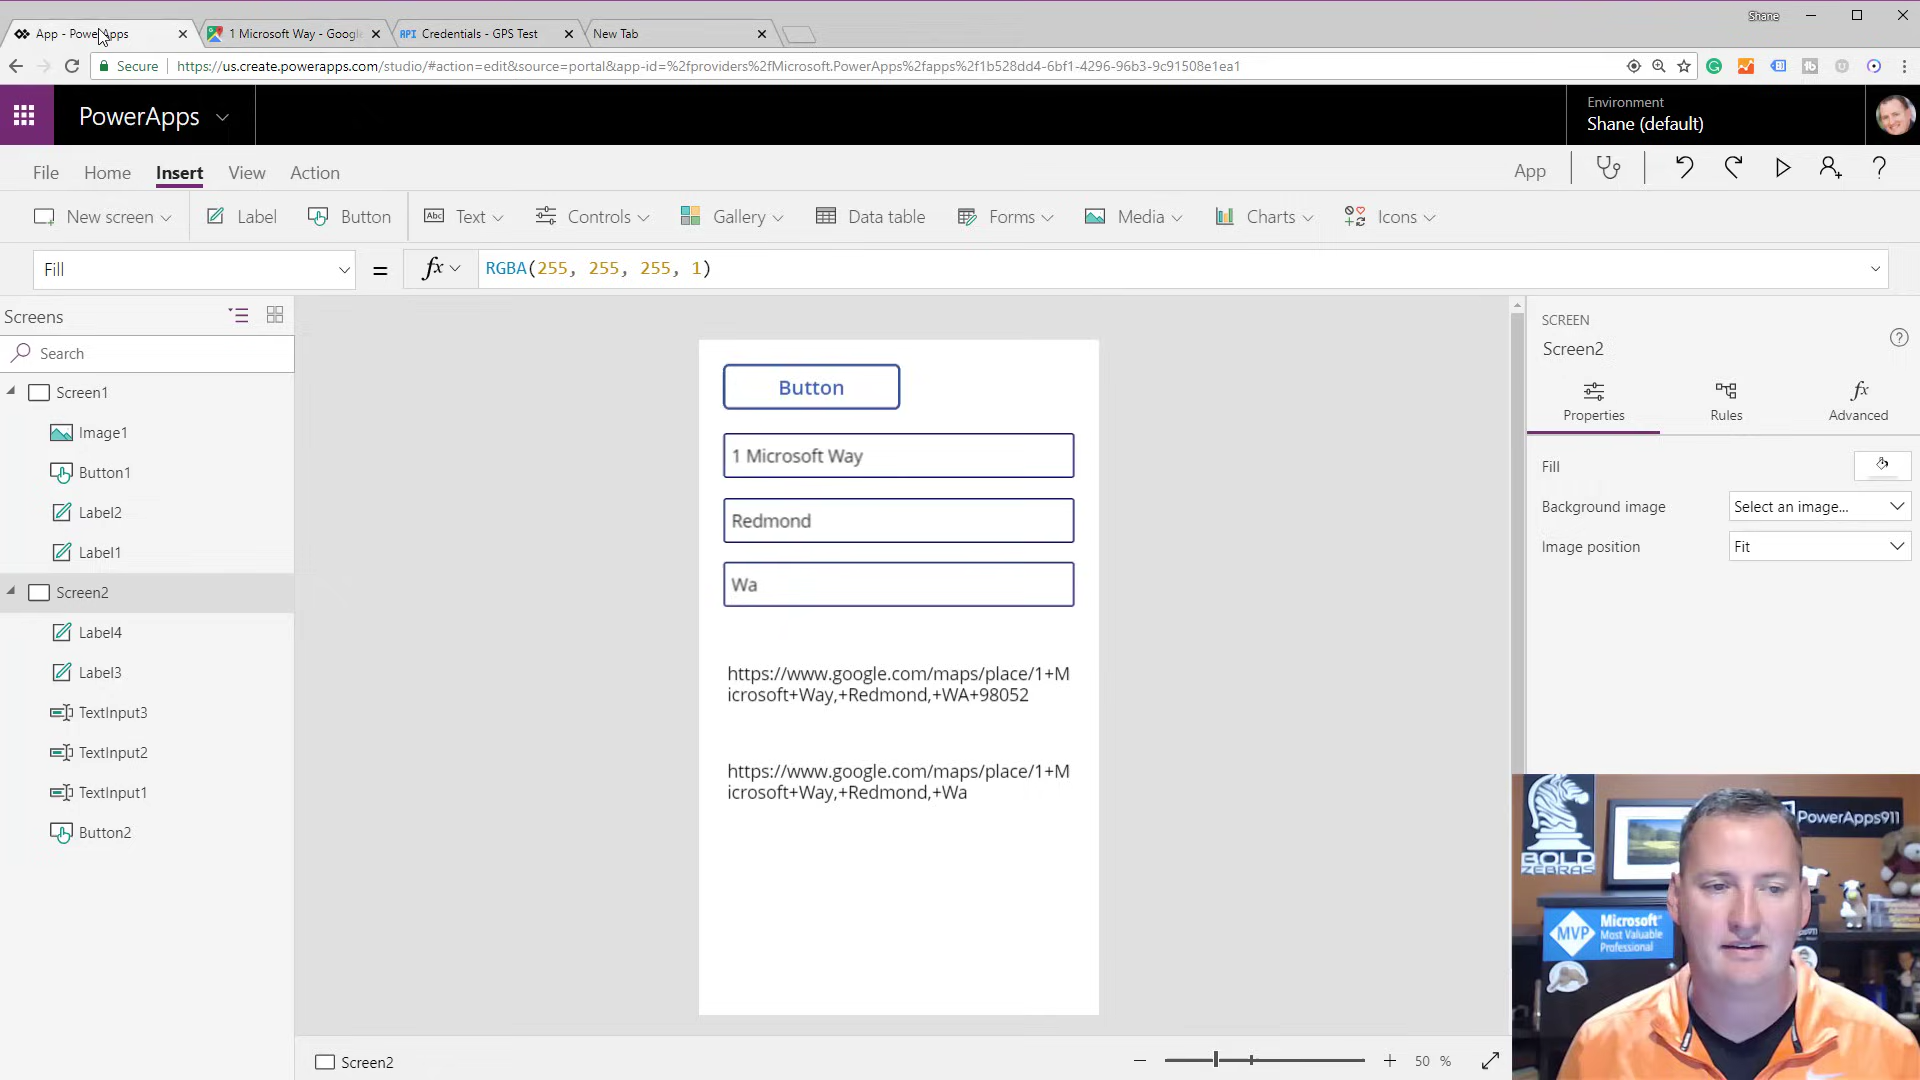 App - PowerApps
1 Microsoft Way - Googl
API Credentials - GPS Test
New Tab
Shane
Secure https://us.create.powerapps.com/studio/#action=edit&source=portal&app-id=%2fproviders%2fMicrosoft.PowerApps%2fapps%2f1b528dd4-6bf1-4296-96b3-9c91508e1ea1
PowerApps
Environment
Shane (default)
File Home Insert View Action
App
New screen Label Button Text Controls Gallery Data table Forms Media Charts Icons
Abc
Fill = fx RGBA(255, 255, 255, 1)
Screens
Search
Screen1
Image1
Button1
Label2
Label1
Screen2
Label4
Label3
TextInput3
TextInput2
TextInput1
Button2
Button
1 Microsoft Way
Redmond
Wa
https://www.google.com/maps/place/1+M
icrosoft+Way,+Redmond,+WA+98052
https://www.google.com/maps/place/1+M
icrosoft+Way,+Redmond,+Wa
Screen2
50 %
SCREEN
Screen2
Properties Rules Advanced
Fill
Background image Select an image...
Image position Fit
PowerApps911
BOLD
ZEBRAS
MVP
Microsoft®
Most Valuable
Professional